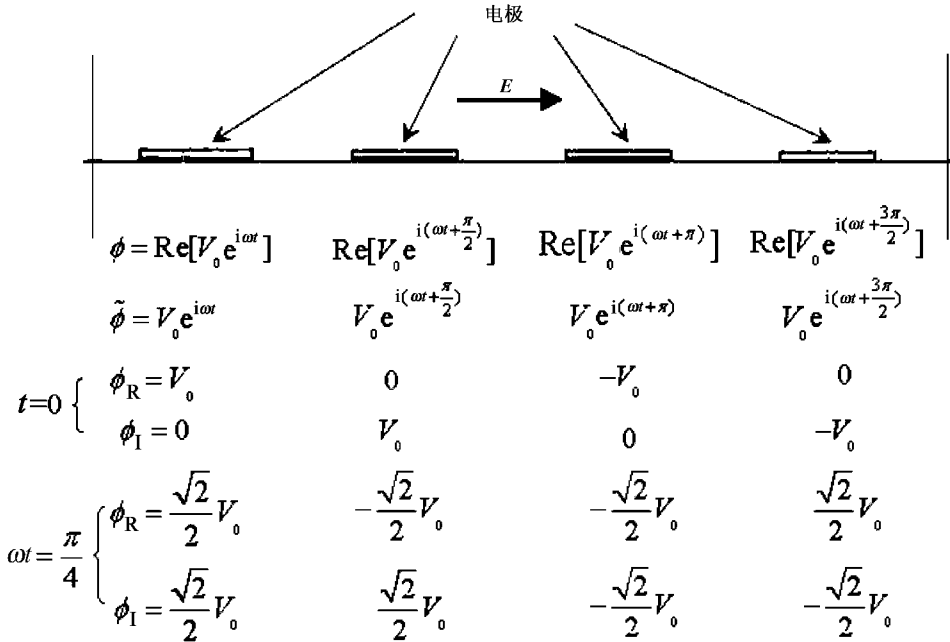 电极
E
ϕ = Re[V₀e^{iωt}]  Re[V₀e^{i(ωt+π/2)}]  Re[V₀e^{i(ωt+π)}]  Re[V₀e^{i(ωt+3π/2)}]
ϕ̃ = V₀e^{iωt}  V₀e^{i(ωt+π/2)}  V₀e^{i(ωt+π)}  V₀e^{i(ωt+3π/2)}
t=0 { ϕ_R = V₀  0  −V₀  0
ϕ_I = 0  V₀  0  −V₀
ωt = π/4 { ϕ_R = √2/2 V₀  −√2/2 V₀  −√2/2 V₀  √2/2 V₀
ϕ_I = √2/2 V₀  √2/2 V₀  −√2/2 V₀  −√2/2 V₀